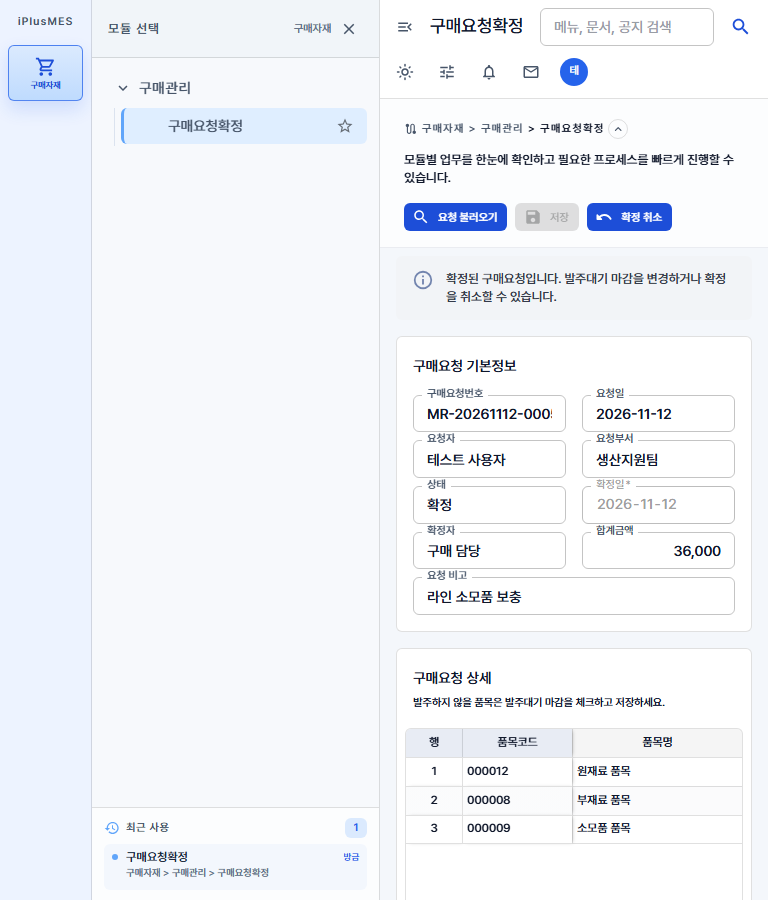 iPlusMES
구매자재
모듈 선택
구매자재
구매관리
구매요청확정
최근 사용
1
구매요청확정
방금
구매자재 > 구매관리 > 구매요청확정
구매요청확정
메뉴, 문서, 공지 검색
테
구매자재 > 구매관리 > 구매요청확정
모듈별 업무를 한눈에 확인하고 필요한 프로세스를 빠르게 진행할 수
있습니다.
요청 불러오기
저장
확정 취소
확정된 구매요청입니다. 발주대기 마감을 변경하거나 확정
을 취소할 수 있습니다.
구매요청 기본정보
구매요청번호
MR-20261112-000
요청일
2026-11-12
요청자
테스트 사용자
요청부서
생산지원팀
상태
확정
확정일*
2026-11-12
확정자
구매 담당
합계금액
36,000
요청 비고
라인 소모품 보충
구매요청 상세
발주하지 않을 품목은 발주대기 마감을 체크하고 저장하세요.
행 품목코드 품목명
1 000012 원재료 품목
2 000008 부재료 품목
3 000009 소모품 품목